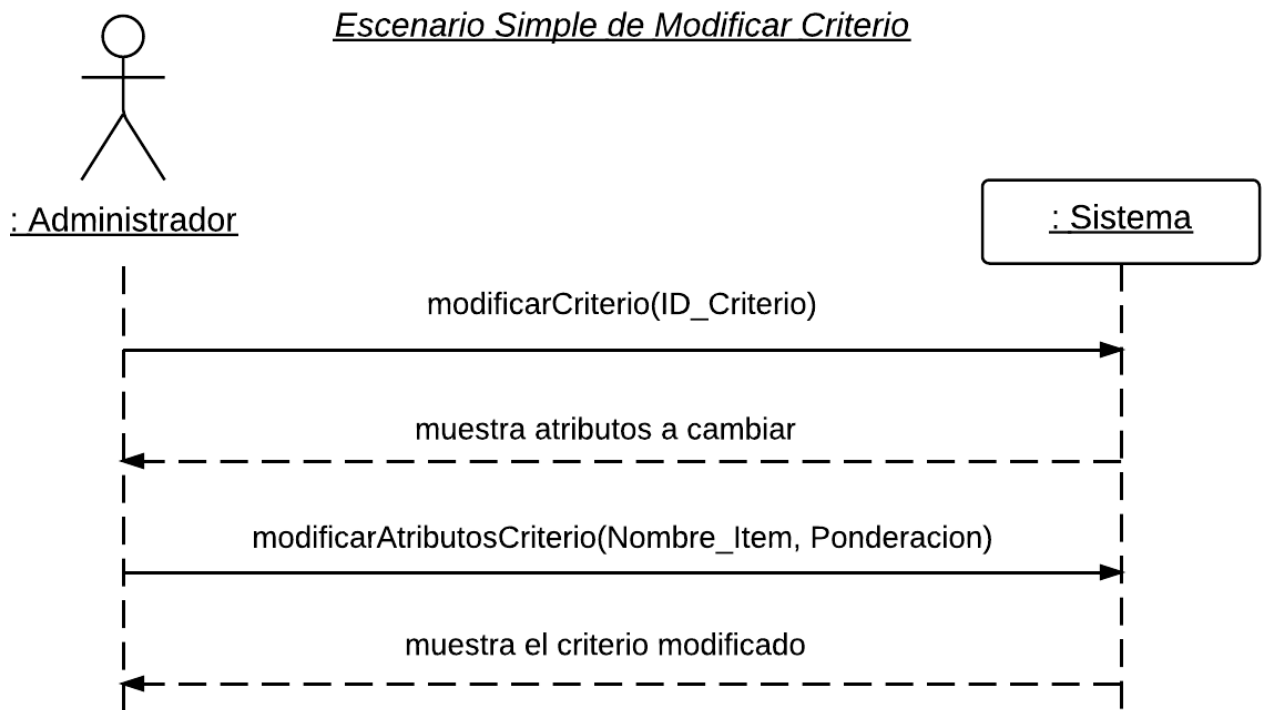 Escenario Simple de Modificar Criterio
: Administrador
: Sistema
modificarCriterio(ID_Criterio)
muestra atributos a cambiar
modificarAtributosCriterio(Nombre_Item, Ponderacion)
muestra el criterio modificado